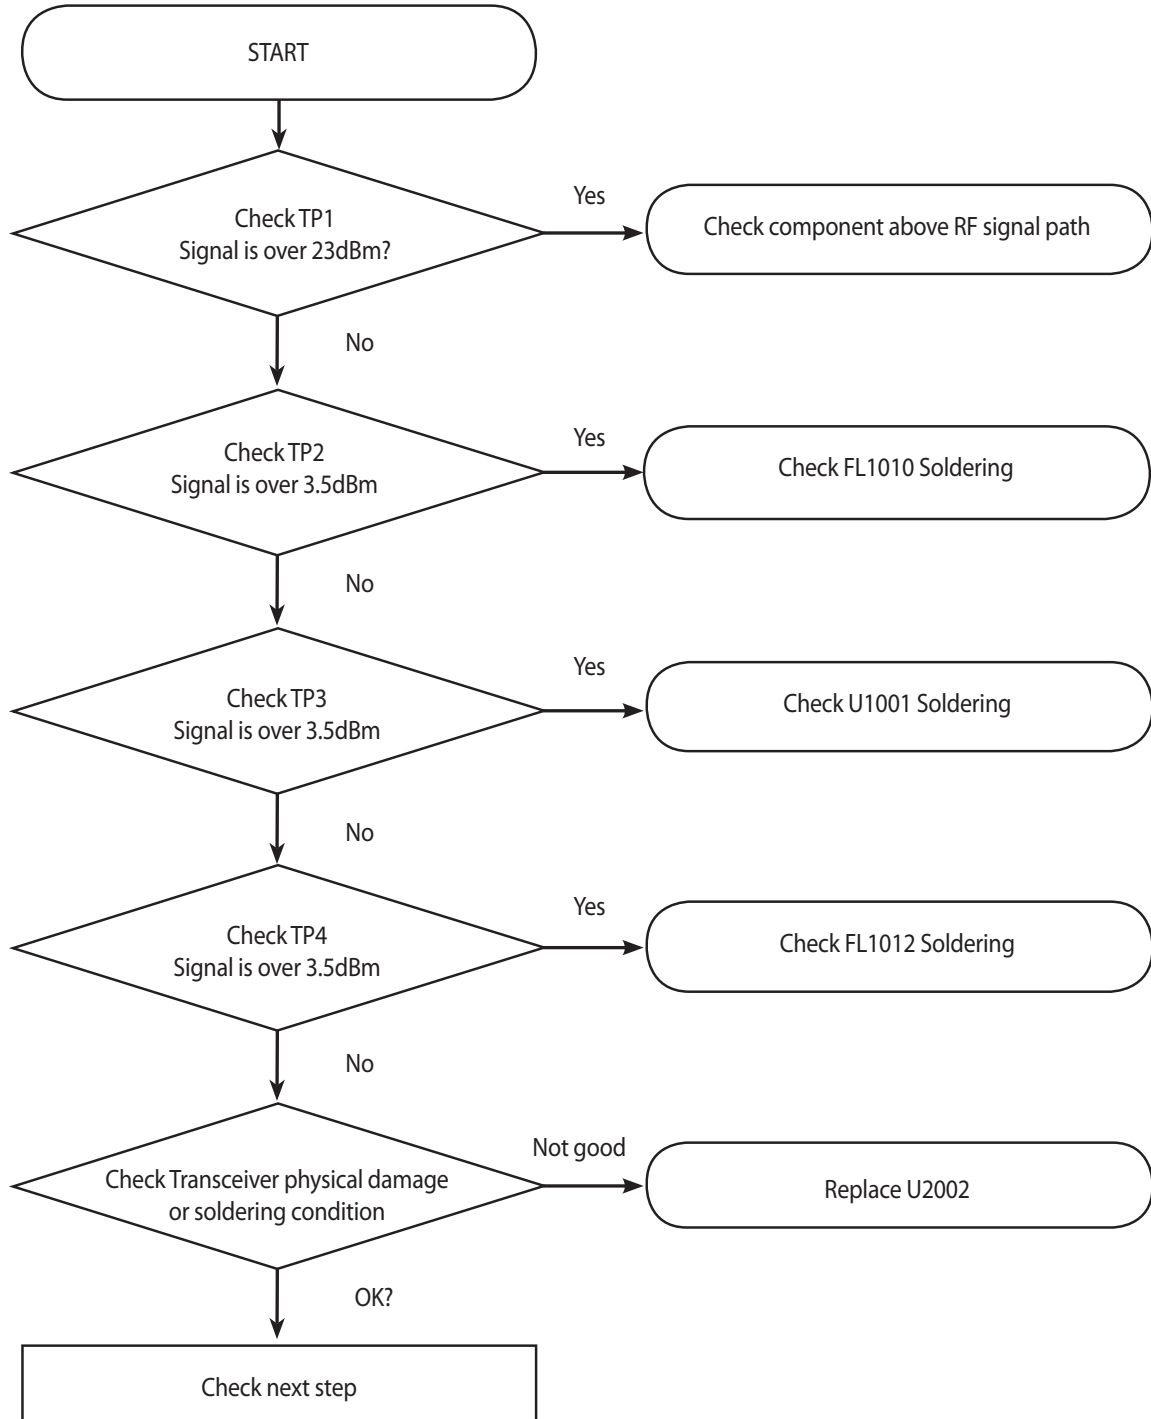 START
Check TP1
Signal is over 23dBm?
Yes
Check component above RF signal path
No
Check TP2
Signal is over 3.5dBm
Yes
Check FL1010 Soldering
No
Check TP3
Signal is over 3.5dBm
Yes
Check U1001 Soldering
No
Check TP4
Signal is over 3.5dBm
Yes
Check FL1012 Soldering
No
Check Transceiver physical damage
or soldering condition
Not good
Replace U2002
OK?
Check next step